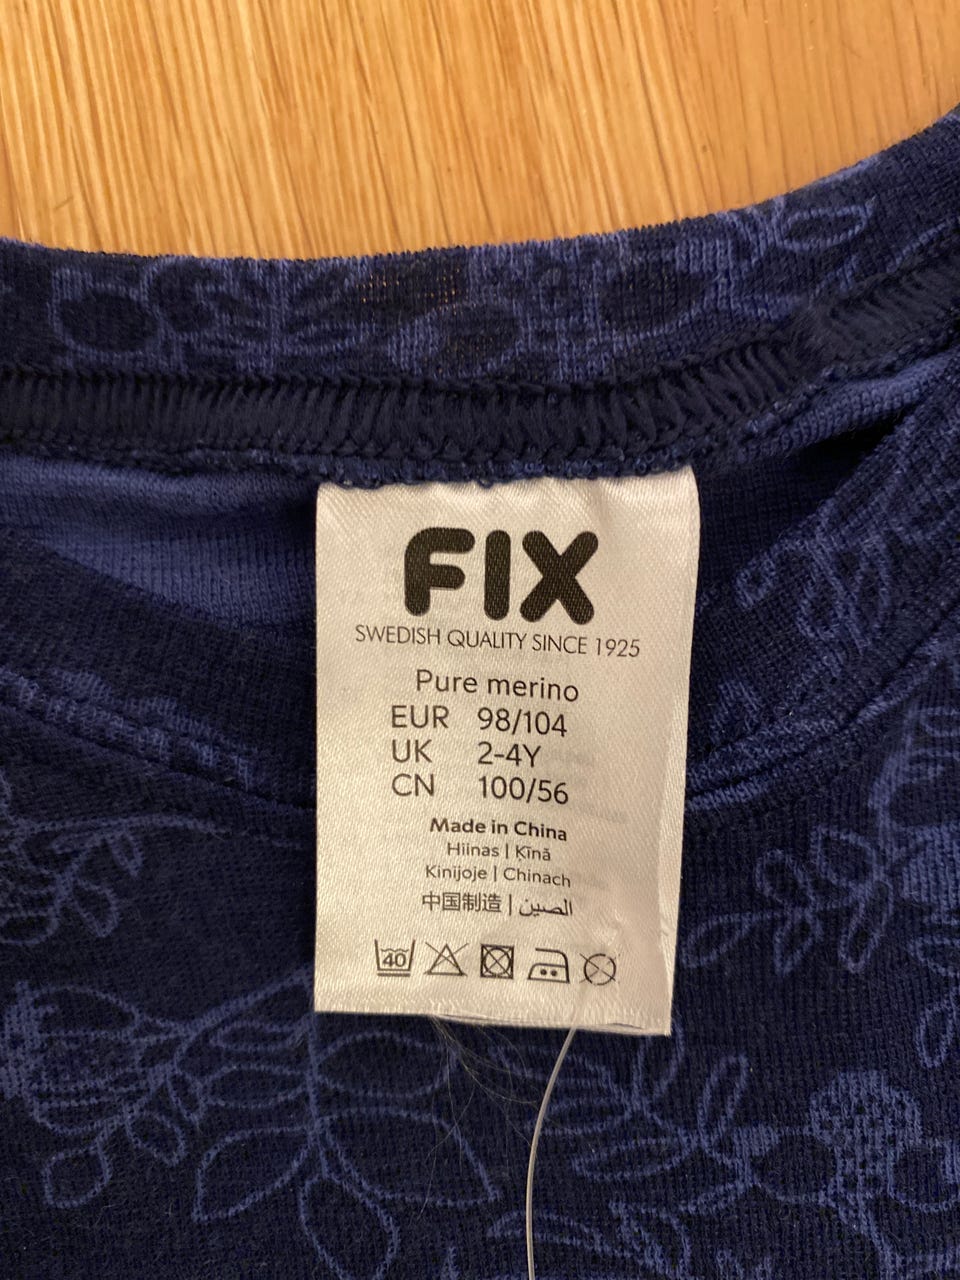 FIX
SWEDISH QUALITY SINCE 1925
Pure merino
EUR 98/104
UK 2-4Y
CN 100/56
Made in China
Hiinas | Ķīnā
Kinijoje | Chinach
中国制造 | الصين
40